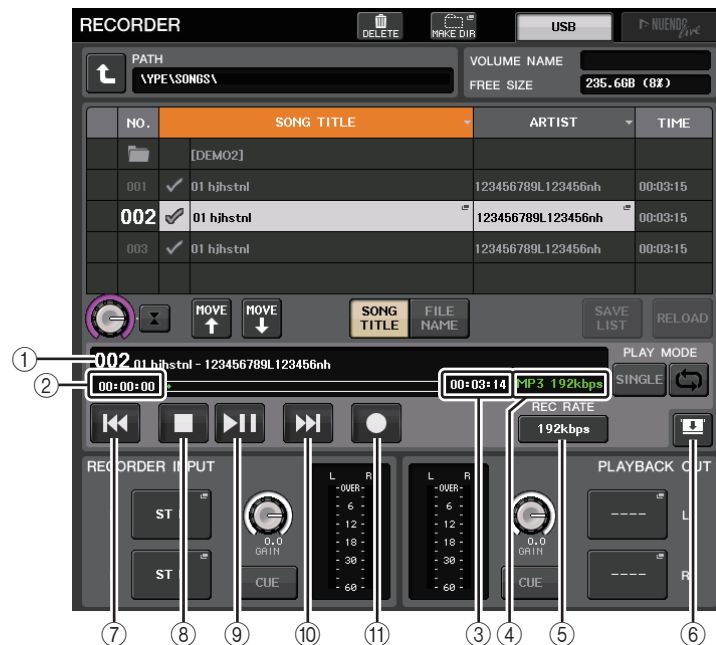 RECORDER
DELETE
MAKE DIR
USB
NUENDO live
PATH
\YPE\SONGS\
VOLUME NAME
FREE SIZE
235.6GB (8%)
NO. SONG TITLE ARTIST TIME
[DEMO2]
001 01 hjhstnl 123456789L123456nh 00:03:15
002 01 hjhstnl 123456789L123456nh 00:03:15
003 01 hjhstnl 123456789L123456nh 00:03:15
MOVE
MOVE
SONG TITLE
FILE NAME
SAVE LIST
RELOAD
① 002 01 hjhstnl - 123456789L123456nh
PLAY MODE
② 00:00:00 00:03:14 MP3 192kbps SINGLE
REC RATE
192kbps
RECORDER INPUT
PLAYBACK OUT
L R
L R
-OVER-
-OVER-
ST
ST
6
12
18
30
60
6
12
18
30
60
0.0
GAIN
CUE
0.0
GAIN
CUE
---- L
---- R
⑦ ⑧ ⑨ ⑩ ⑪ ③ ④ ⑤ ⑥